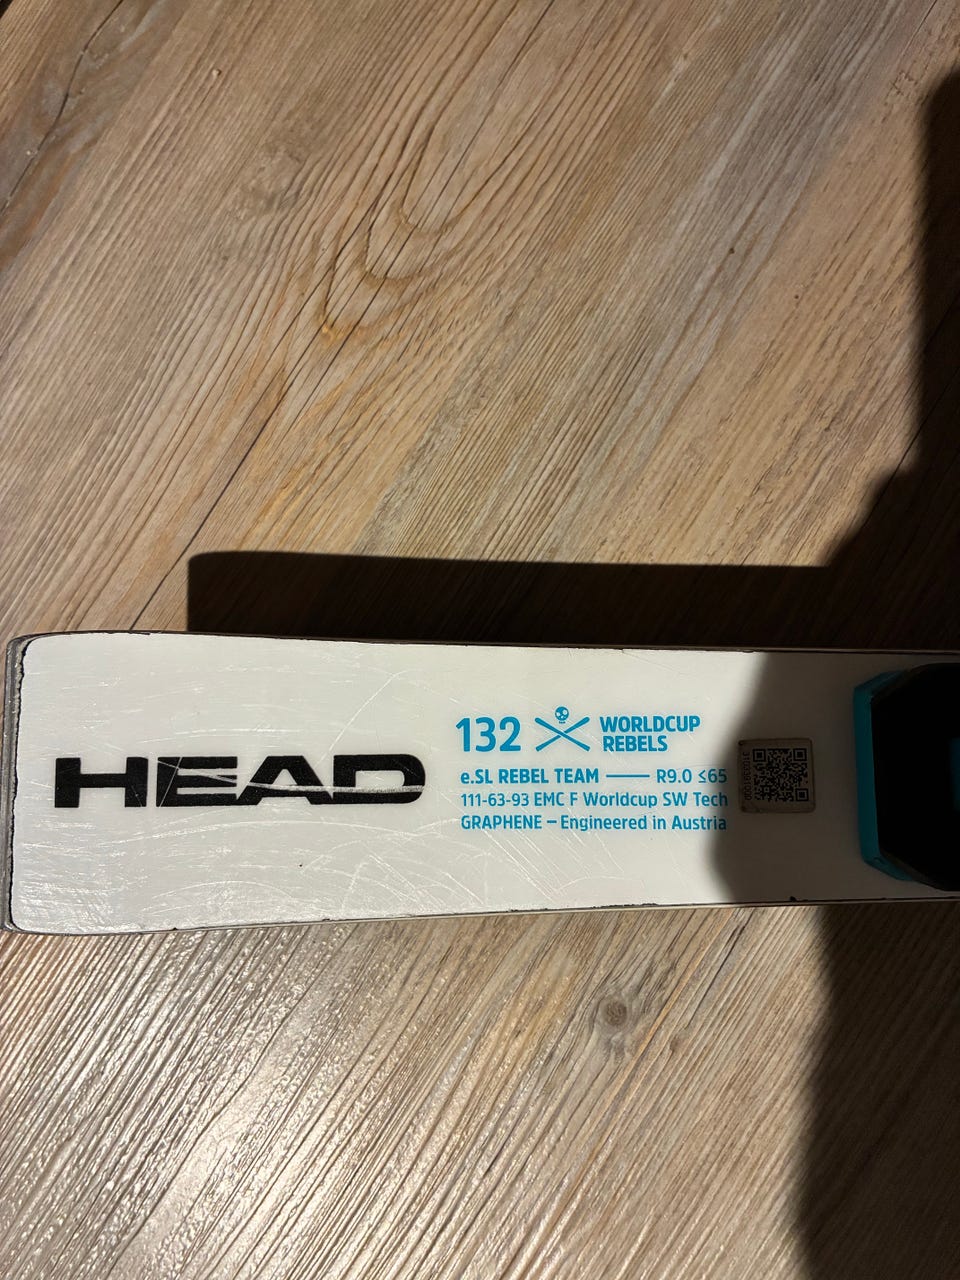 HEAD
132 WORLDCUP
REBELS
e.SL REBEL TEAM — R9.0 ≤65
111-63-93 EMC F Worldcup SW Tech
GRAPHENE – Engineered in Austria